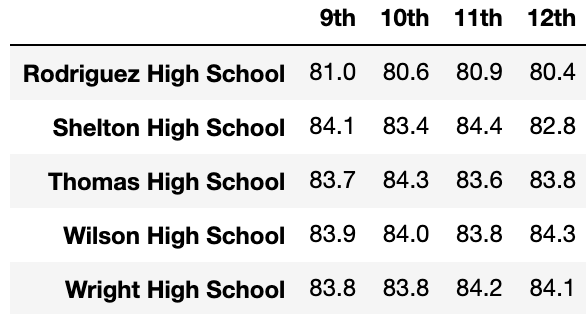 9th 10th 11th 12th
Rodriguez High School 81.0 80.6 80.9 80.4
Shelton High School 84.1 83.4 84.4 82.8
Thomas High School 83.7 84.3 83.6 83.8
Wilson High School 83.9 84.0 83.8 84.3
Wright High School 83.8 83.8 84.2 84.1